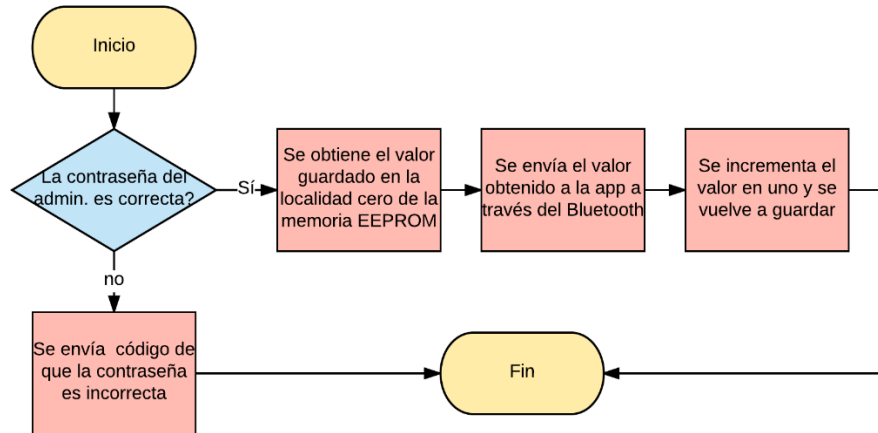 Inicio
La contraseña del
admin. es correcta?
Sí
Se obtiene el valor
guardado en la
localidad cero de la
memoria EEPROM
Se envía el valor
obtenido a la app a
través del Bluetooth
Se incrementa el
valor en uno y se
vuelve a guardar
no
Se envía código de
que la contraseña
es incorrecta
Fin